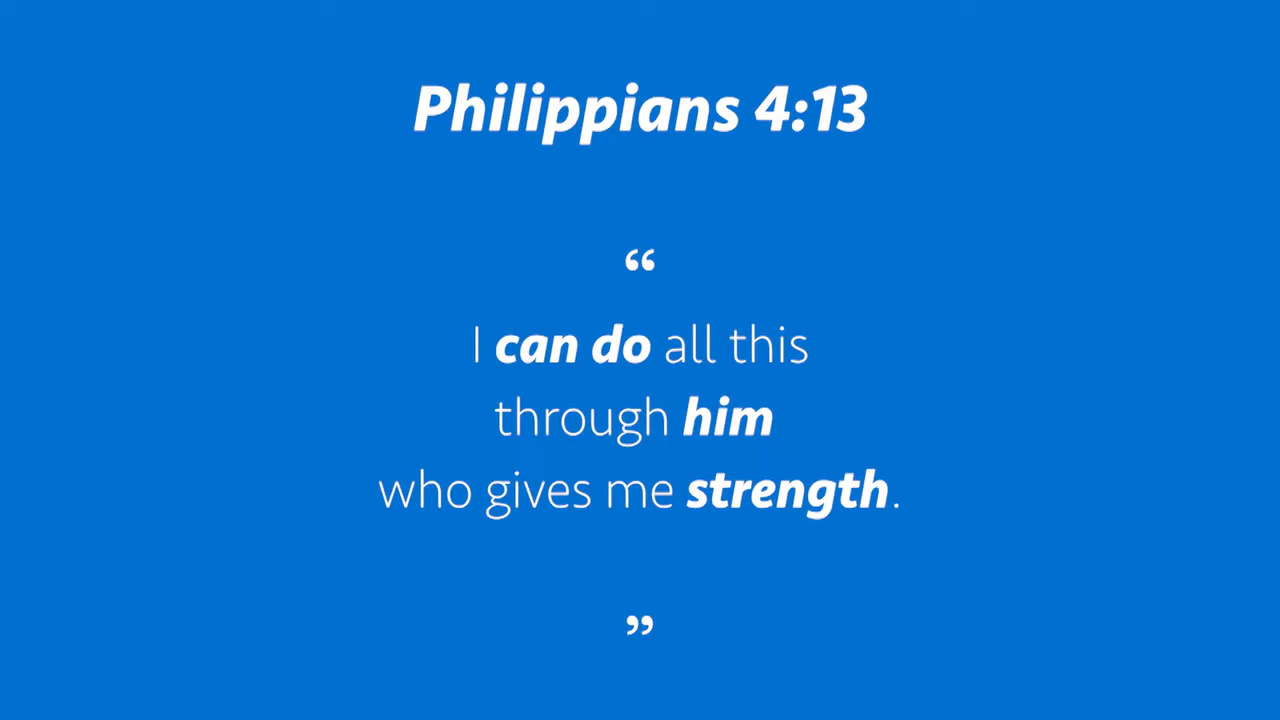 Philippians 4:13
“
I can do all this
through him
who gives me strength.
”